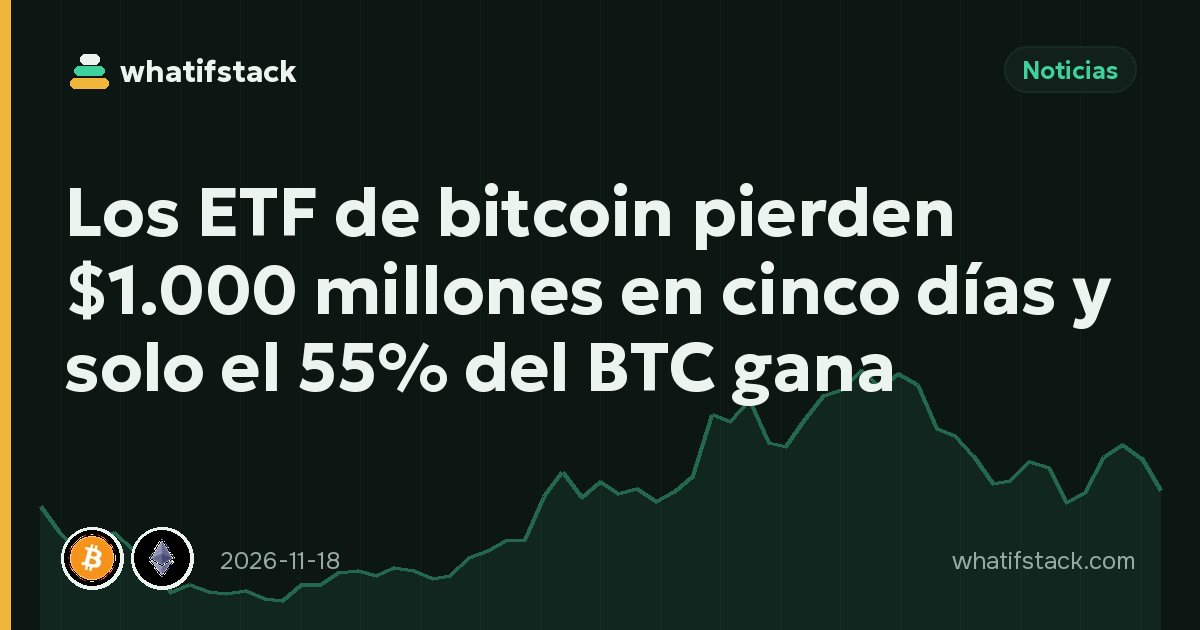 whatifstack
Noticias
Los ETF de bitcoin pierden
$1.000 millones en cinco días y
solo el 55% del BTC gana
2026-11-18
whatifstack.com